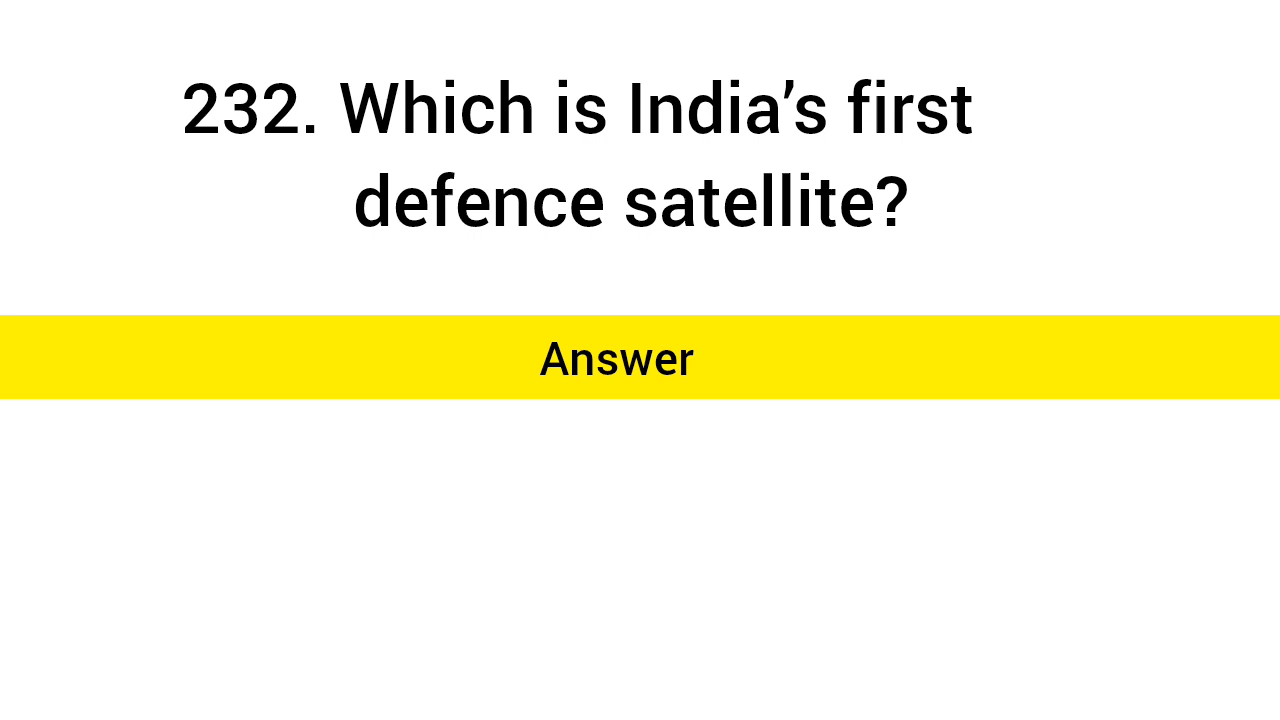 232. Which is India’s first
defence satellite?
Answer